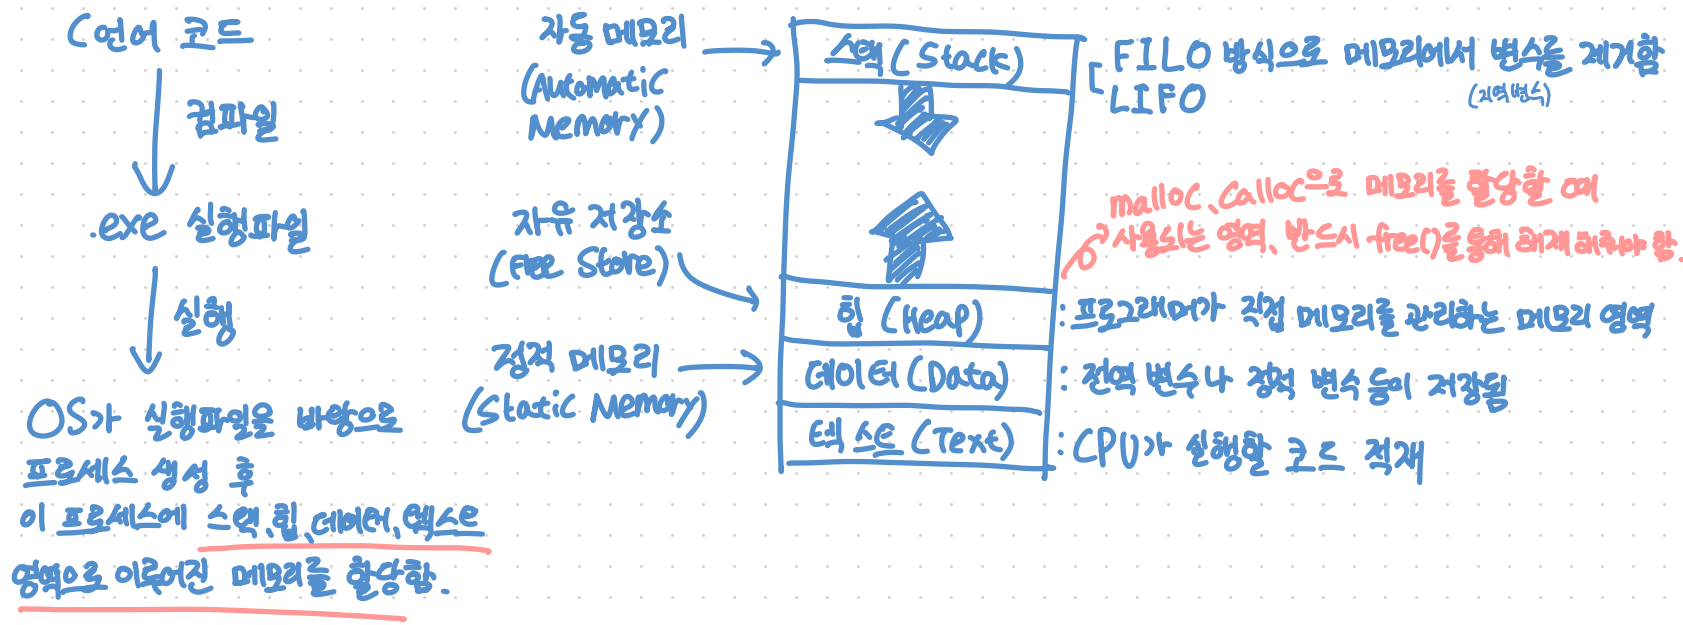 C언어 코드
컴파일
.exe 실행파일
실행
OS가 실행파일을 바탕으로
프로세스 생성 후
이 프로세스에 스택, 힙, 데이터, 텍스트
영역으로 이루어진 메모리를 할당함.
자동 메모리
(Automatic
Memory)
자유 저장소
(Free Store)
정적 메모리
(Static Memory)
스택 (Stack)
힙 (Heap)
데이터 (Data)
텍스트 (Text)
FILO 방식으로 메모리에서 변수를 제거함
LIFO
(지역변수)
malloc, calloc으로 메모리를 할당할 때
사용되는 영역, 반드시 free()를 통해 해제 해줘야 함.
: 프로그래머가 직접 메모리를 관리하는 메모리 영역
: 전역 변수나 정적 변수 등이 저장됨
: CPU가 실행할 코드 적재